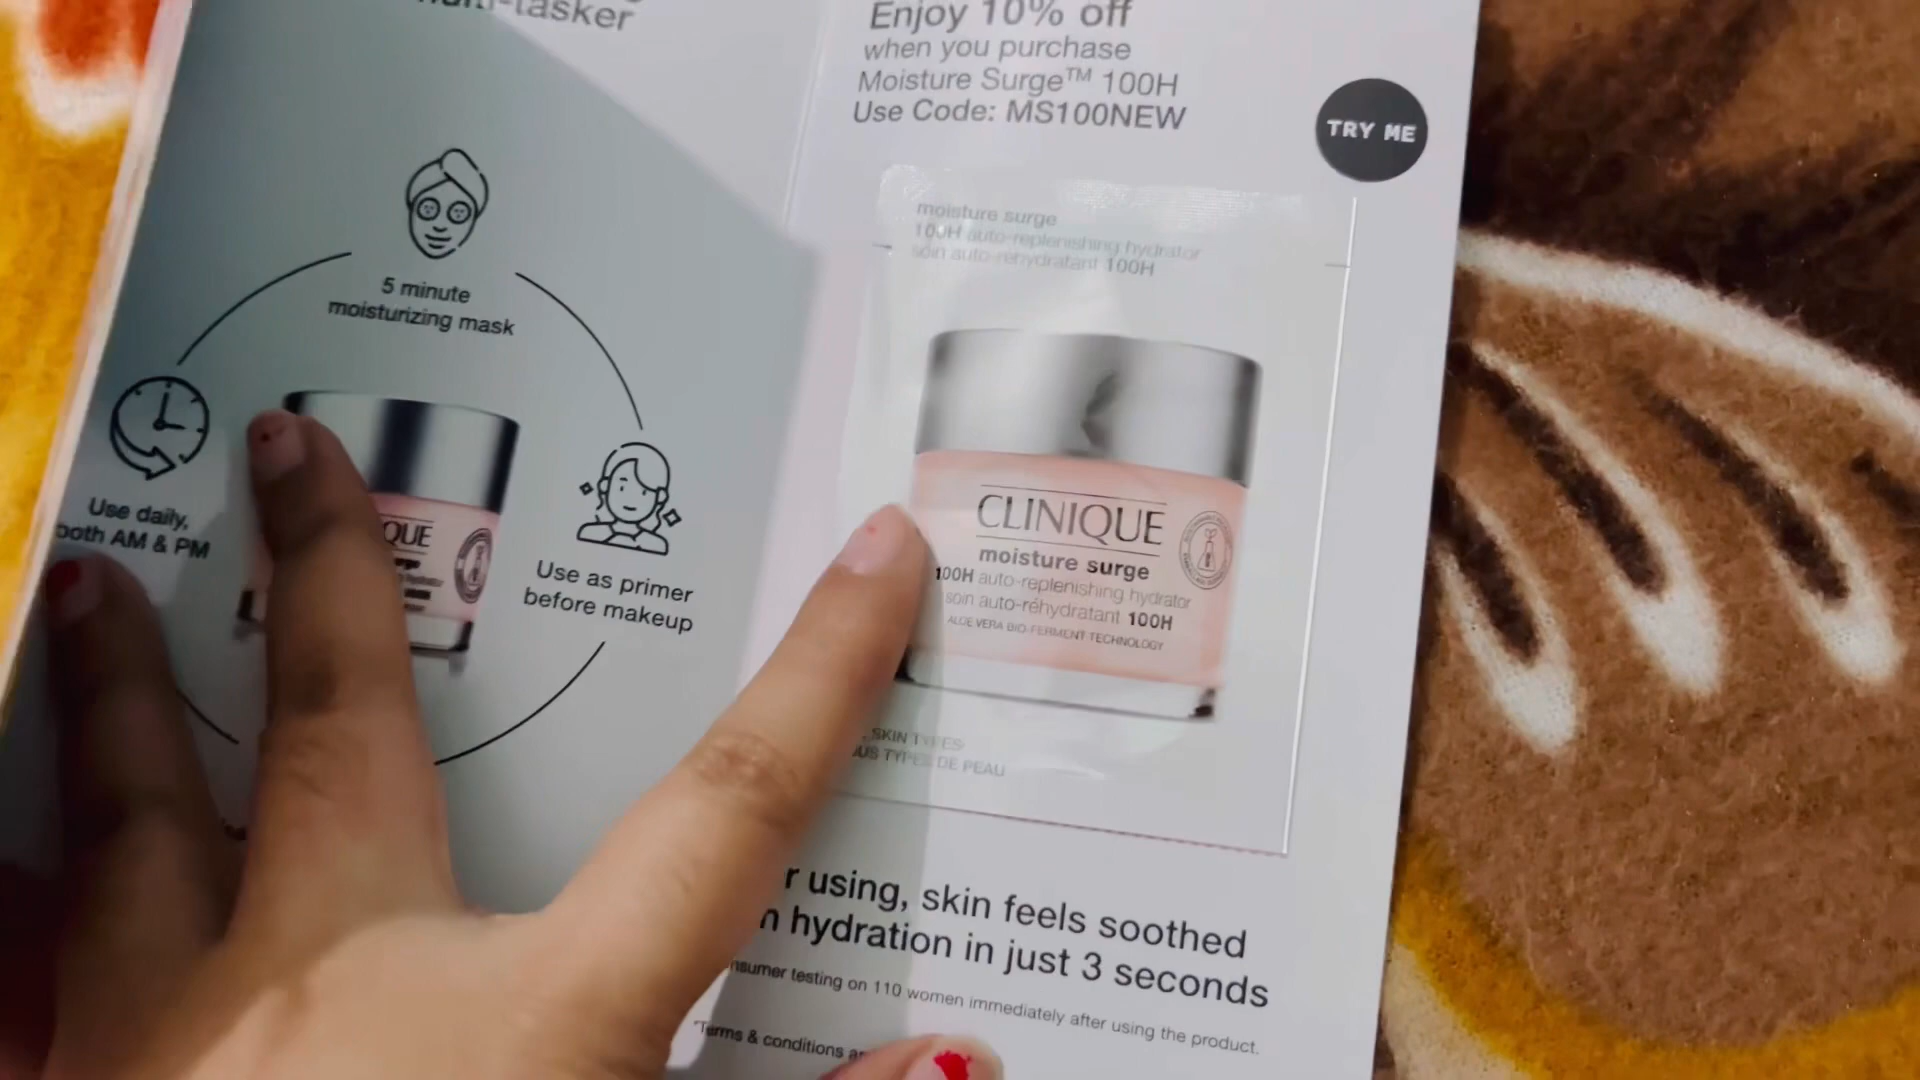 -tasker
5 minute
moisturizing mask
Use daily,
both AM & PM
QUE
Use as primer
before makeup
Enjoy 10% off
when you purchase
Moisture Surge™ 100H
Use Code: MS100NEW
TRY ME
moisture surge
100H auto-replenishing hydrator
soin auto-réhydratant 100H
CLINIQUE
moisture surge
100H auto-replenishing hydrator
soin auto-réhydratant 100H
ALOE VERA BIO-FERMENT TECHNOLOGY
SKIN TYPES
US TYPES DE PEAU
r using, skin feels soothed
n hydration in just 3 seconds
nsumer testing on 110 women immediately after using the product.
*Terms & conditions